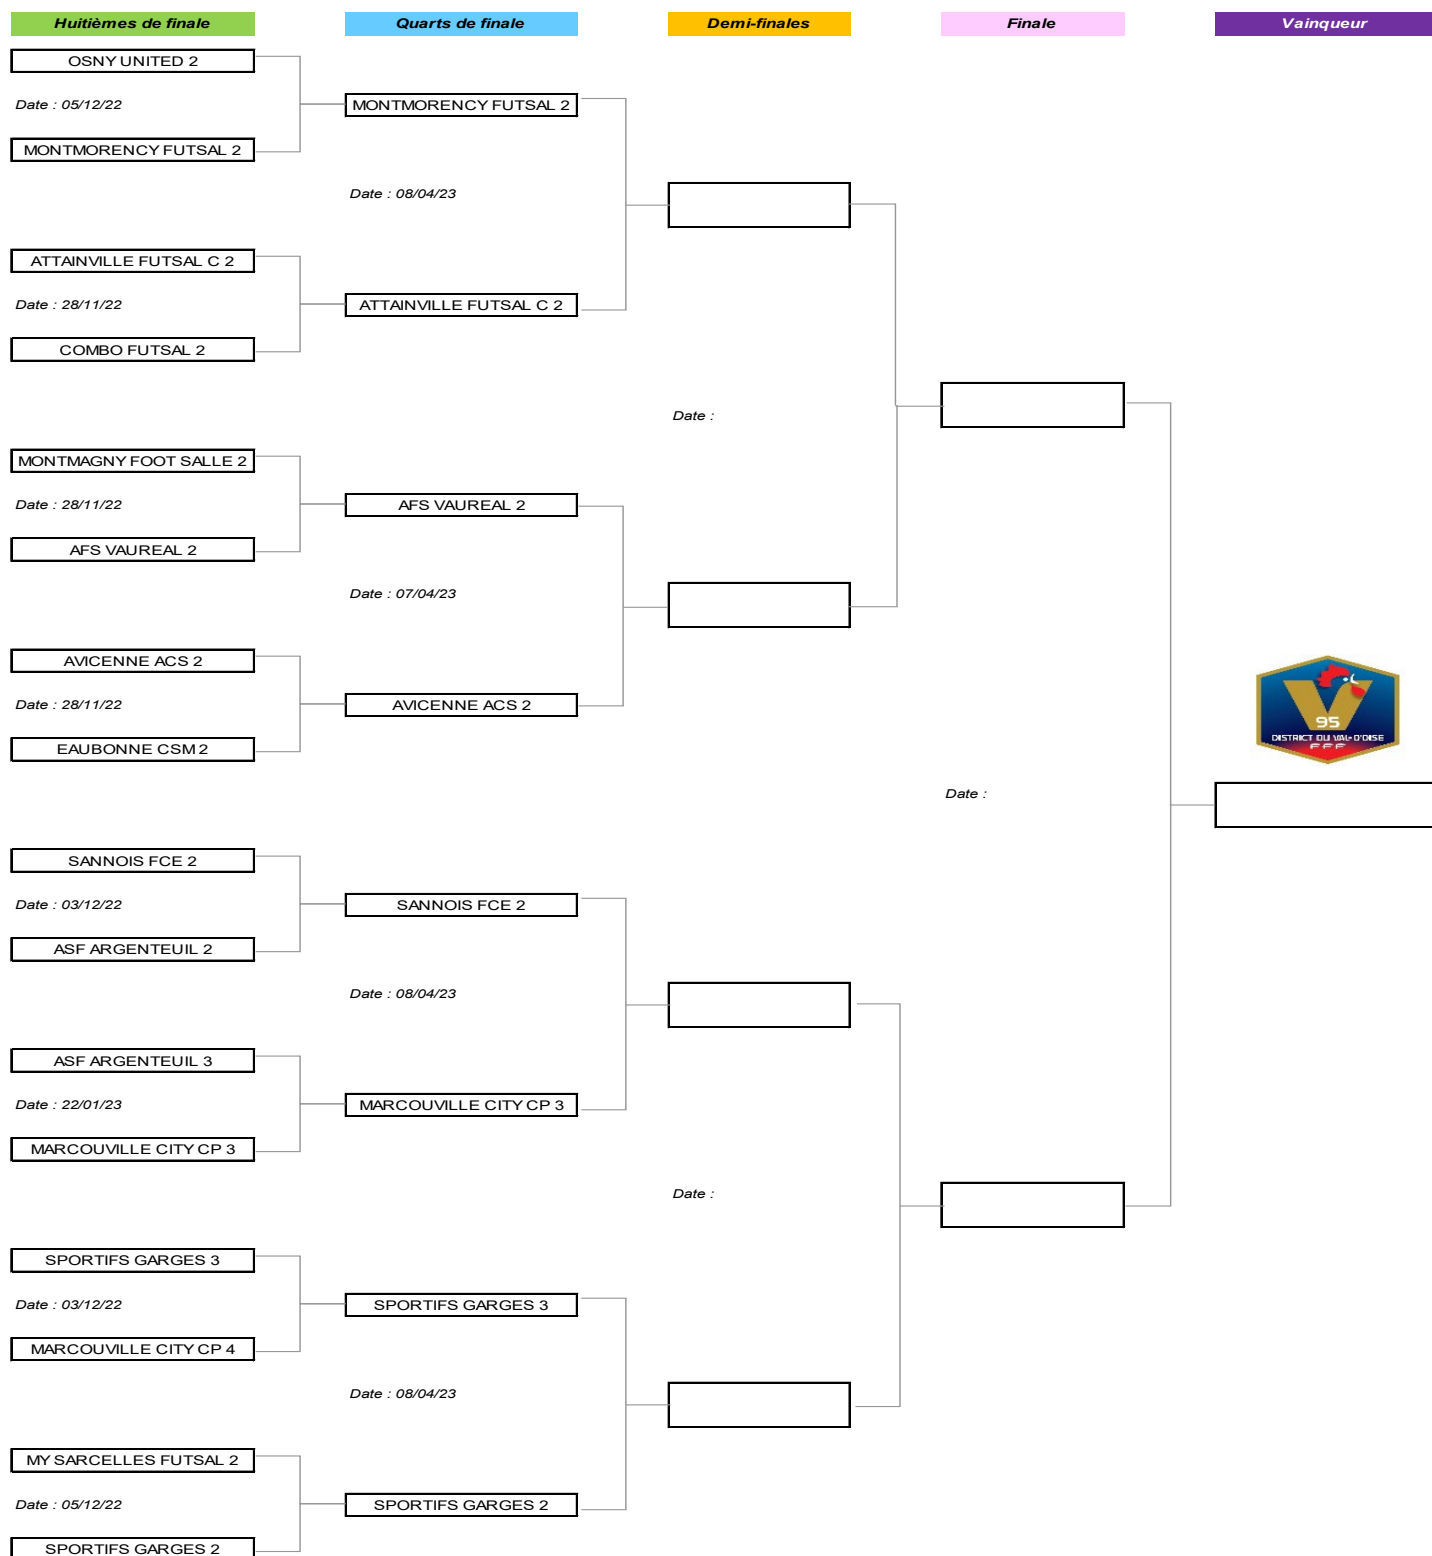 Huitièmes de finale
Quarts de finale
Demi-finales
Finale
Vainqueur
OSNY UNITED 2
Date : 05/12/22
MONTMORENCY FUTSAL 2
MONTMORENCY FUTSAL 2
Date : 08/04/23
ATTAINVILLE FUTSAL C 2
Date : 28/11/22
ATTAINVILLE FUTSAL C 2
COMBO FUTSAL 2
Date :
MONTMAGNY FOOT SALLE 2
Date : 28/11/22
AFS VAUREAL 2
AFS VAUREAL 2
Date : 07/04/23
AVICENNE ACS 2
Date : 28/11/22
AVICENNE ACS 2
EAUBONNE CSM 2
95
DISTRICT DU VAL-D'OISE
FFF
Date :
SANNOIS FCE 2
Date : 03/12/22
SANNOIS FCE 2
ASF ARGENTEUIL 2
Date : 08/04/23
ASF ARGENTEUIL 3
Date : 22/01/23
MARCOUVILLE CITY CP 3
MARCOUVILLE CITY CP 3
Date :
SPORTIFS GARGES 3
Date : 03/12/22
SPORTIFS GARGES 3
MARCOUVILLE CITY CP 4
Date : 08/04/23
MY SARCELLES FUTSAL 2
Date : 05/12/22
SPORTIFS GARGES 2
SPORTIFS GARGES 2